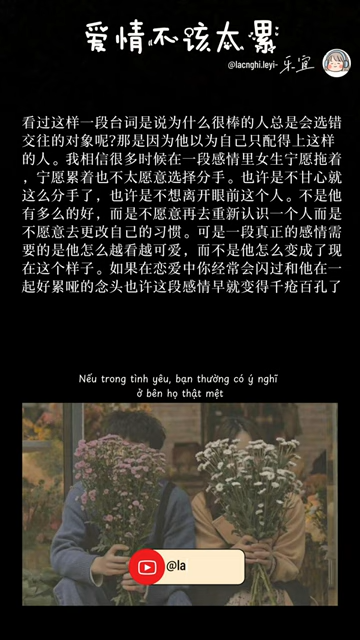 爱情不该太累
@lacnghi.leyi- 乐宜
看过这样一段台词是说为什么很棒的人总是会选错
交往的对象呢?那是因为他以为自己只配得上这样
的人。我相信很多时候在一段感情里女生宁愿拖着
，宁愿累着也不太愿意选择分手。也许是不甘心就
这么分手了，也许是不想离开眼前这个人。不是他
有多么的好，而是不愿意再去重新认识一个人而是
不愿意去更改自己的习惯。可是一段真正的感情需
要的是他怎么越看越可爱，而不是他怎么变成了现
在这个样子。如果在恋爱中你经常会闪过和他在一
起好累哑的念头也许这段感情早就变得千疮百孔了
Nếu trong tình yêu, bạn thường có ý nghĩ
ở bên họ thật mệt
@la